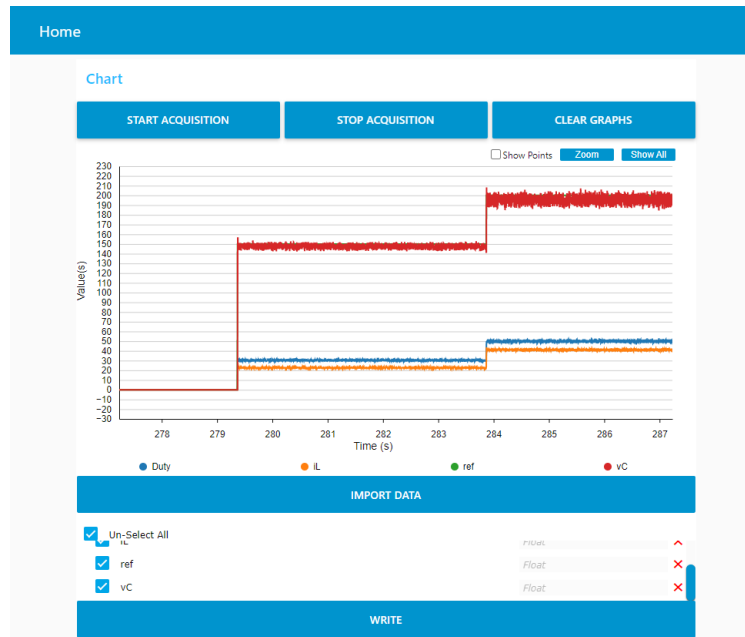 Home
Chart
START ACQUISITION STOP ACQUISITION CLEAR GRAPHS
Show Points Zoom Show All
230
220
210
200
190
180
170
160
150
140
130
120
110
100
90
80
70
60
50
40
30
20
10
0
−10
−20
−30
Value(s)
278 279 280 281 282 283 284 285 286 287
Time (s)
Duty iL ref vC
IMPORT DATA
Un-Select All
iL Float
ref Float
vC Float
WRITE